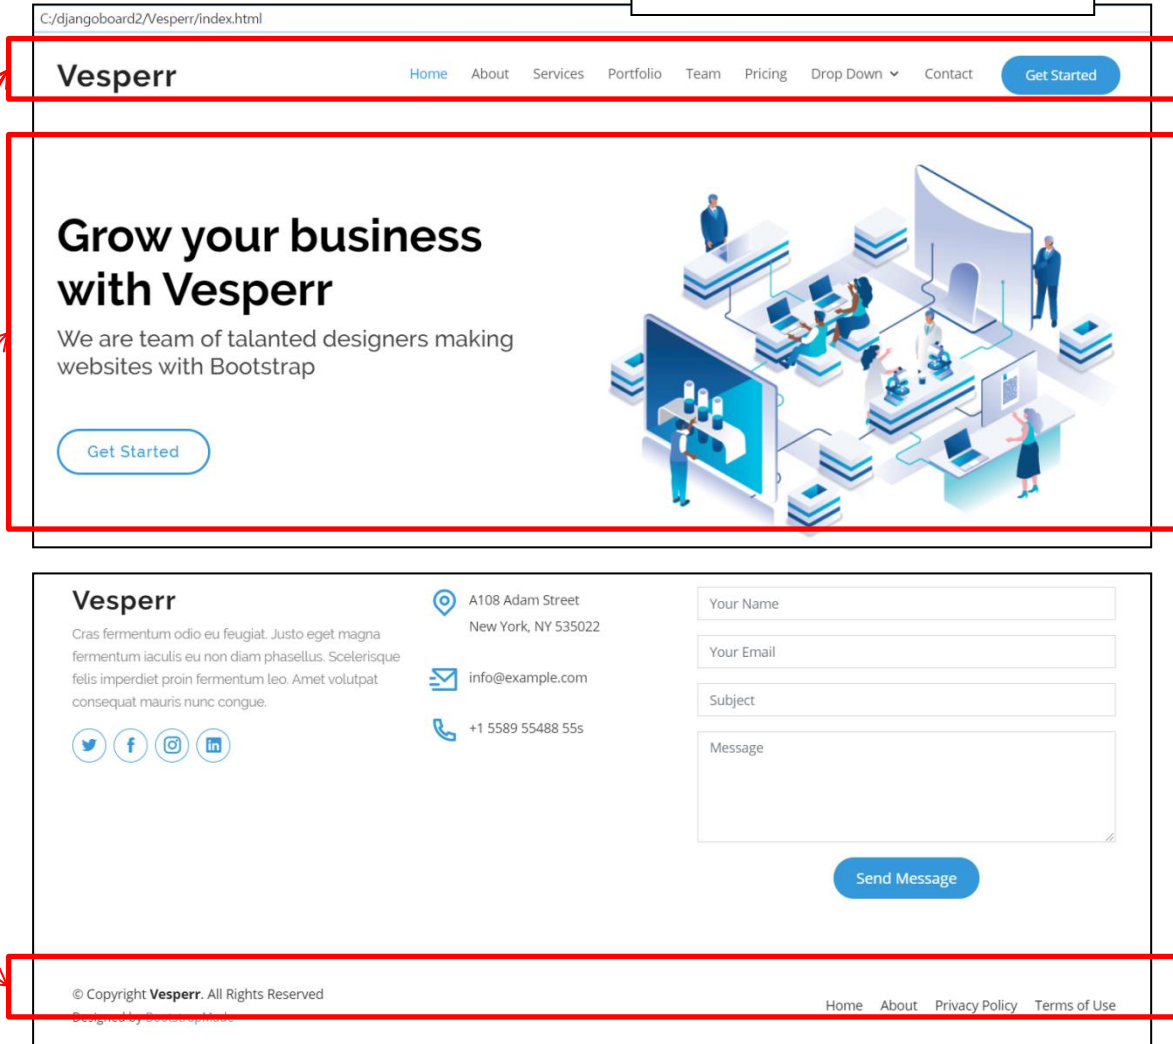 C:/djangoboard2/Vesperr/index.html
Vesperr Home About Services Portfolio Team Pricing Drop Down Contact Get Started
Grow your business
with Vesperr
We are team of talanted designers making
websites with Bootstrap
Get Started
Vesperr
Cras fermentum odio eu feugiat. Justo eget magna
fermentum iaculis eu non diam phasellus. Scelerisque
felis imperdiet proin fermentum leo. Amet volutpat
consequat mauris nunc congue.
A108 Adam Street
New York, NY 535022
info@example.com
+1 5589 55488 55s
Your Name
Your Email
Subject
Message
Send Message
© Copyright Vesperr. All Rights Reserved
Designed by BootstrapMade
Home About Privacy Policy Terms of Use